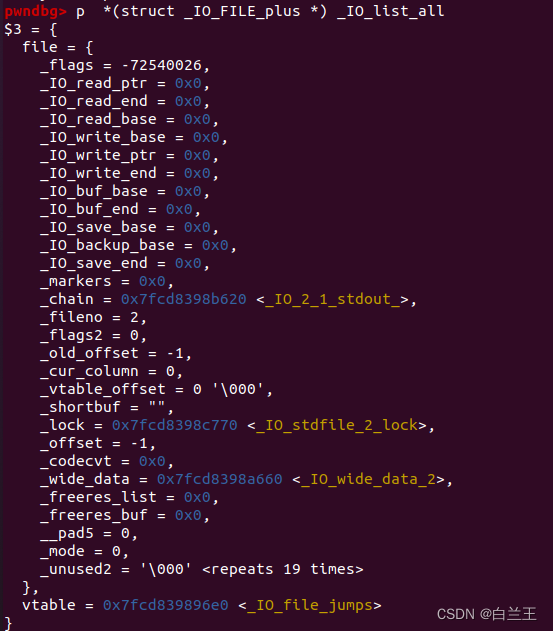 pwndbg> p  *(struct _IO_FILE_plus *) _IO_list_all
$3 = {
  file = {
    _flags = -72540026,
    _IO_read_ptr = 0x0,
    _IO_read_end = 0x0,
    _IO_read_base = 0x0,
    _IO_write_base = 0x0,
    _IO_write_ptr = 0x0,
    _IO_write_end = 0x0,
    _IO_buf_base = 0x0,
    _IO_buf_end = 0x0,
    _IO_save_base = 0x0,
    _IO_backup_base = 0x0,
    _IO_save_end = 0x0,
    _markers = 0x0,
    _chain = 0x7fcd8398b620 <_IO_2_1_stdout_>,
    _fileno = 2,
    _flags2 = 0,
    _old_offset = -1,
    _cur_column = 0,
    _vtable_offset = 0 '\000',
    _shortbuf = "",
    _lock = 0x7fcd8398c770 <_IO_stdfile_2_lock>,
    _offset = -1,
    _codecvt = 0x0,
    _wide_data = 0x7fcd8398a660 <_IO_wide_data_2>,
    _freeres_list = 0x0,
    _freeres_buf = 0x0,
    __pad5 = 0,
    _mode = 0,
    _unused2 = '\000' <repeats 19 times>
  },
  vtable = 0x7fcd839896e0 <_IO_file_jumps>
}
CSDN @白兰王